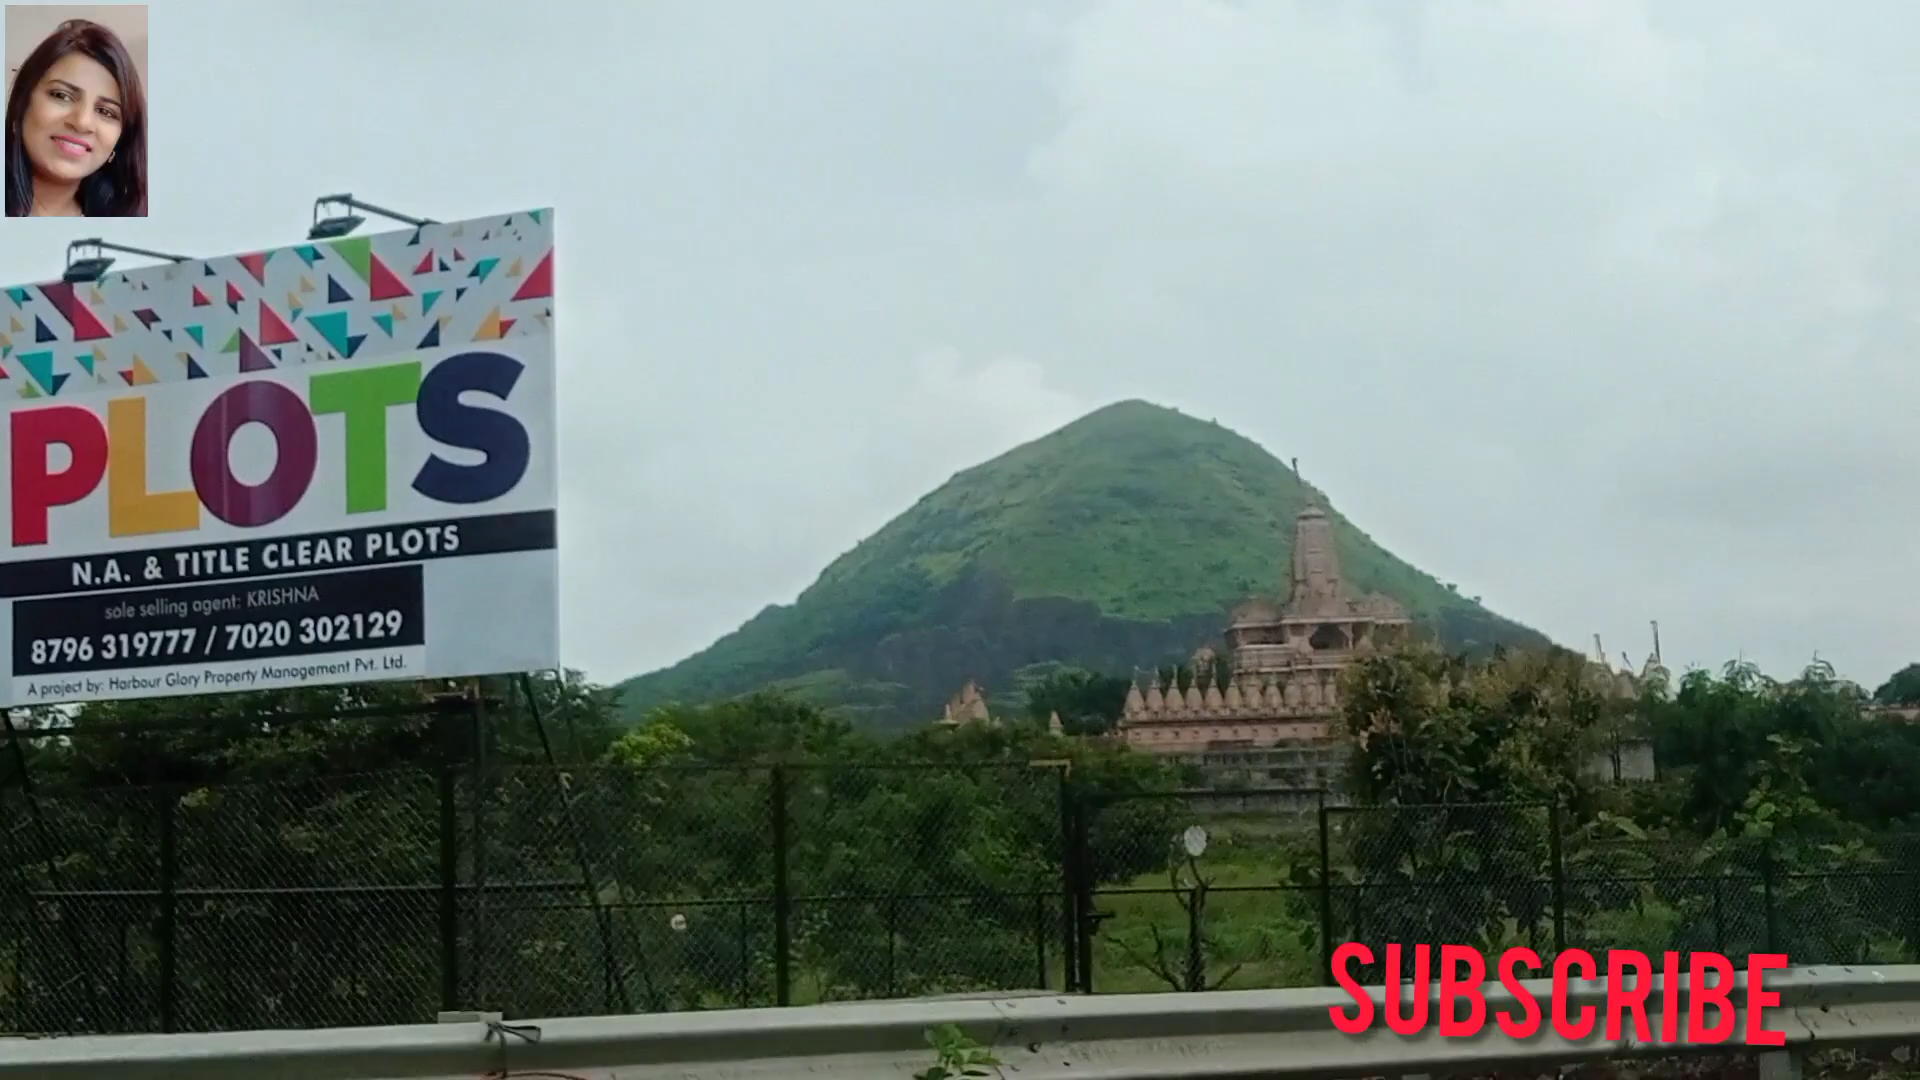 PLOTS
N.A. & TITLE CLEAR PLOTS
sole selling agent: KRISHNA
8796 319777 / 7020 302129
A project by: Harbour Glory Property Management Pvt. Ltd.
SUBSCRIBE